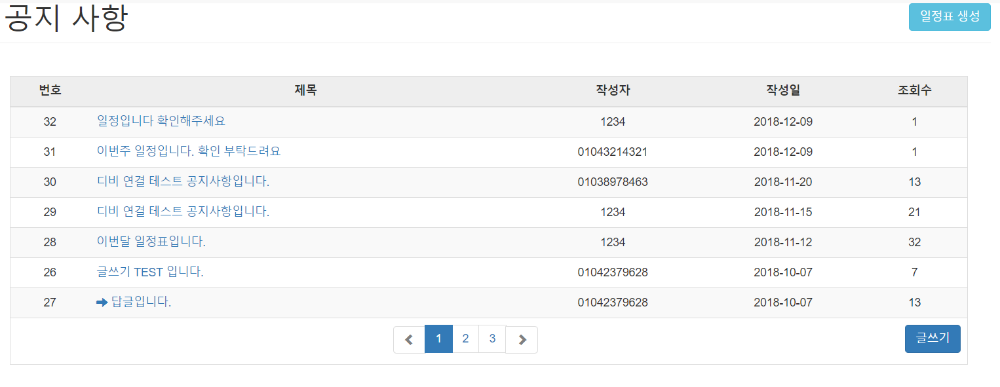 공지 사항
일정표 생성
번호 제목 작성자 작성일 조회수
32 일정입니다 확인해주세요 1234 2018-12-09 1
31 이번주 일정입니다. 확인 부탁드려요 01043214321 2018-12-09 1
30 디비 연결 테스트 공지사항입니다. 01038978463 2018-11-20 13
29 디비 연결 테스트 공지사항입니다. 1234 2018-11-15 21
28 이번달 일정표입니다. 1234 2018-11-12 32
26 글쓰기 TEST 입니다. 01042379628 2018-10-07 7
27 답글입니다. 01042379628 2018-10-07 13
1 2 3 글쓰기